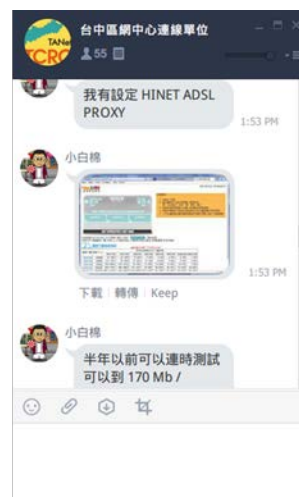 TANet
TCRC
台中區網中心連線單位
55
我有設定 HINET ADSL
PROXY
1:53 PM
小白棉
1:53 PM
下載 轉傳 Keep
小白棉
半年以前可以連時測試
可以到 170 Mb /